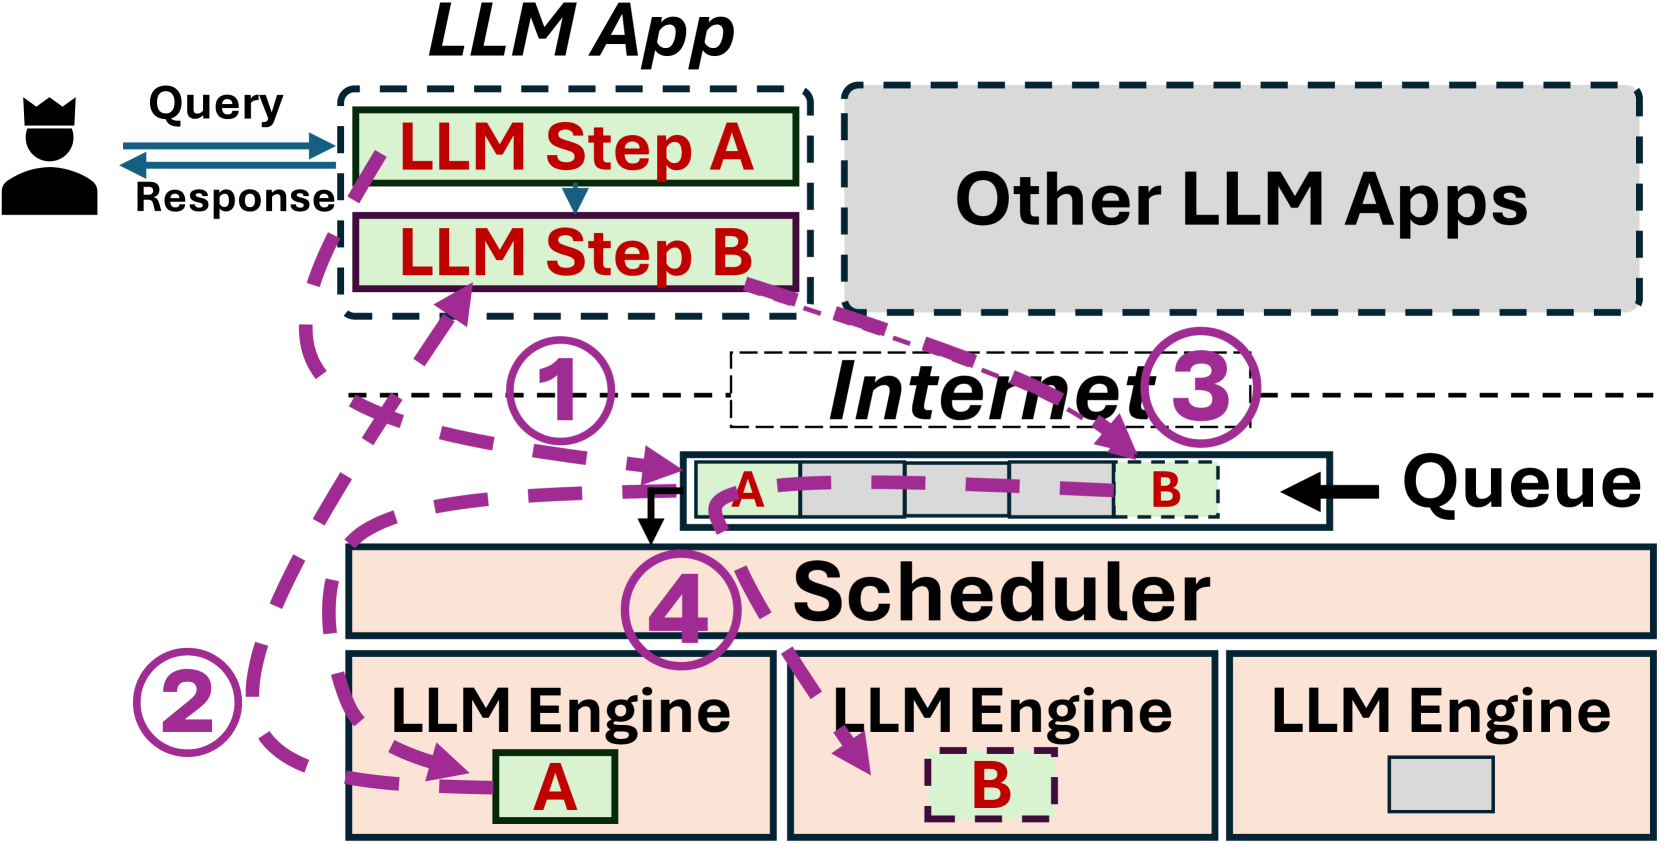 LLM App
Query
Response
LLM Step A
LLM Step B
Other LLM Apps
1
Internet
3
A
B
Queue
4
Scheduler
2
LLM Engine
A
LLM Engine
B
LLM Engine